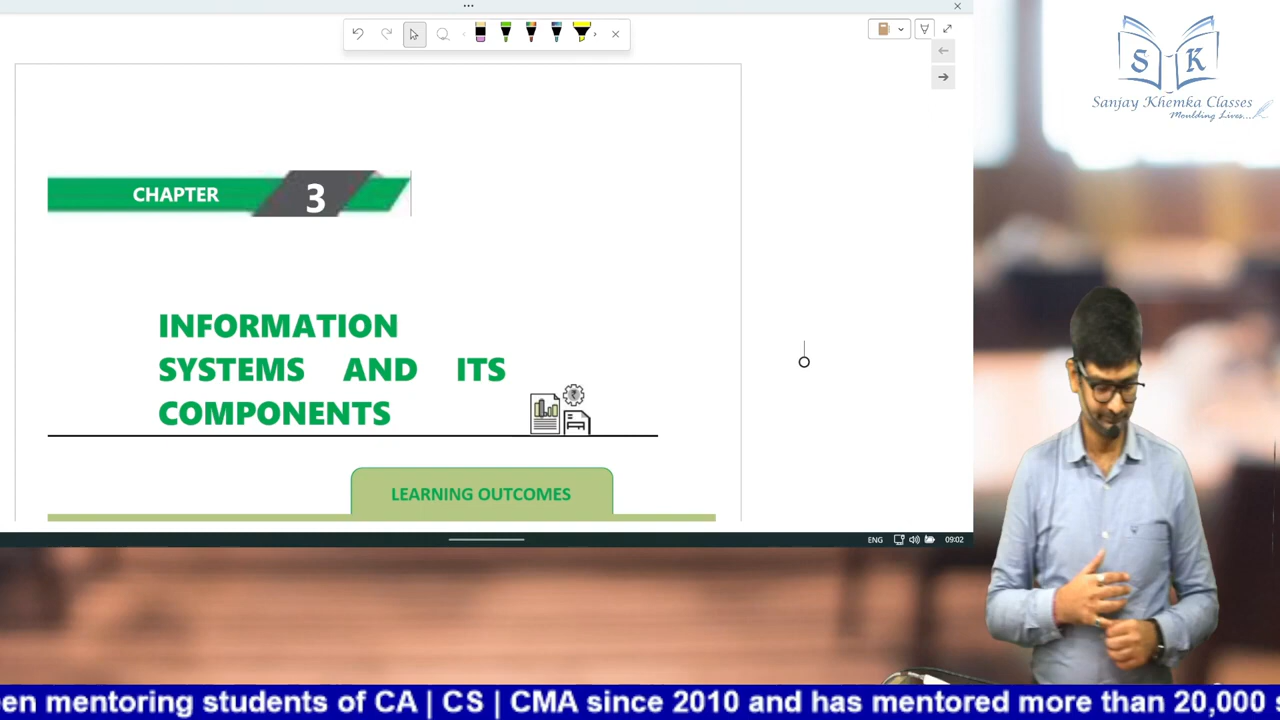 S K
Sanjay Khemka Classes
Moulding Lives...
CHAPTER 3
INFORMATION
SYSTEMS AND ITS
COMPONENTS
LEARNING OUTCOMES
ENG 09:02
en mentoring students of CA | CS | CMA since 2010 and has mentored more than 20,000